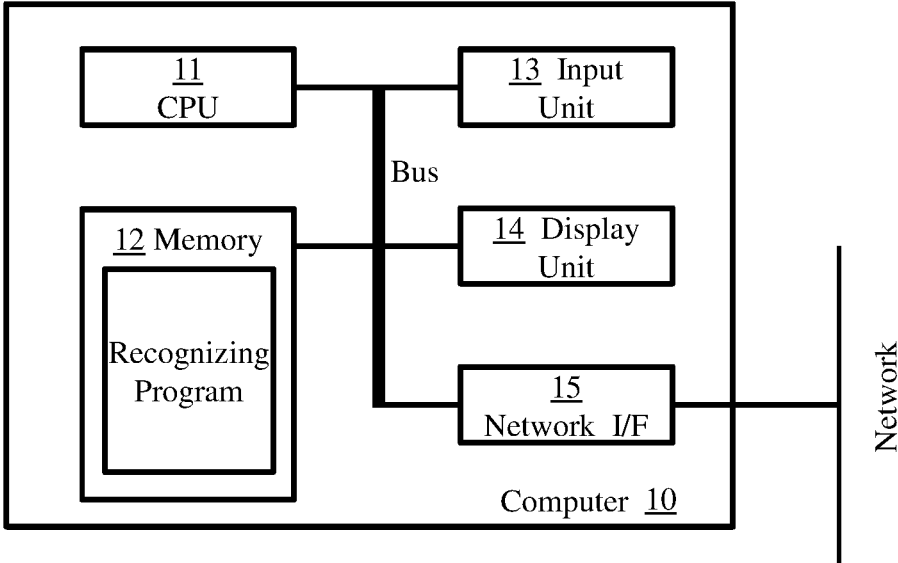 11
CPU
13 Input
Unit
Bus
12 Memory
Recognizing
Program
14 Display
Unit
15
Network I/F
Computer 10
Network